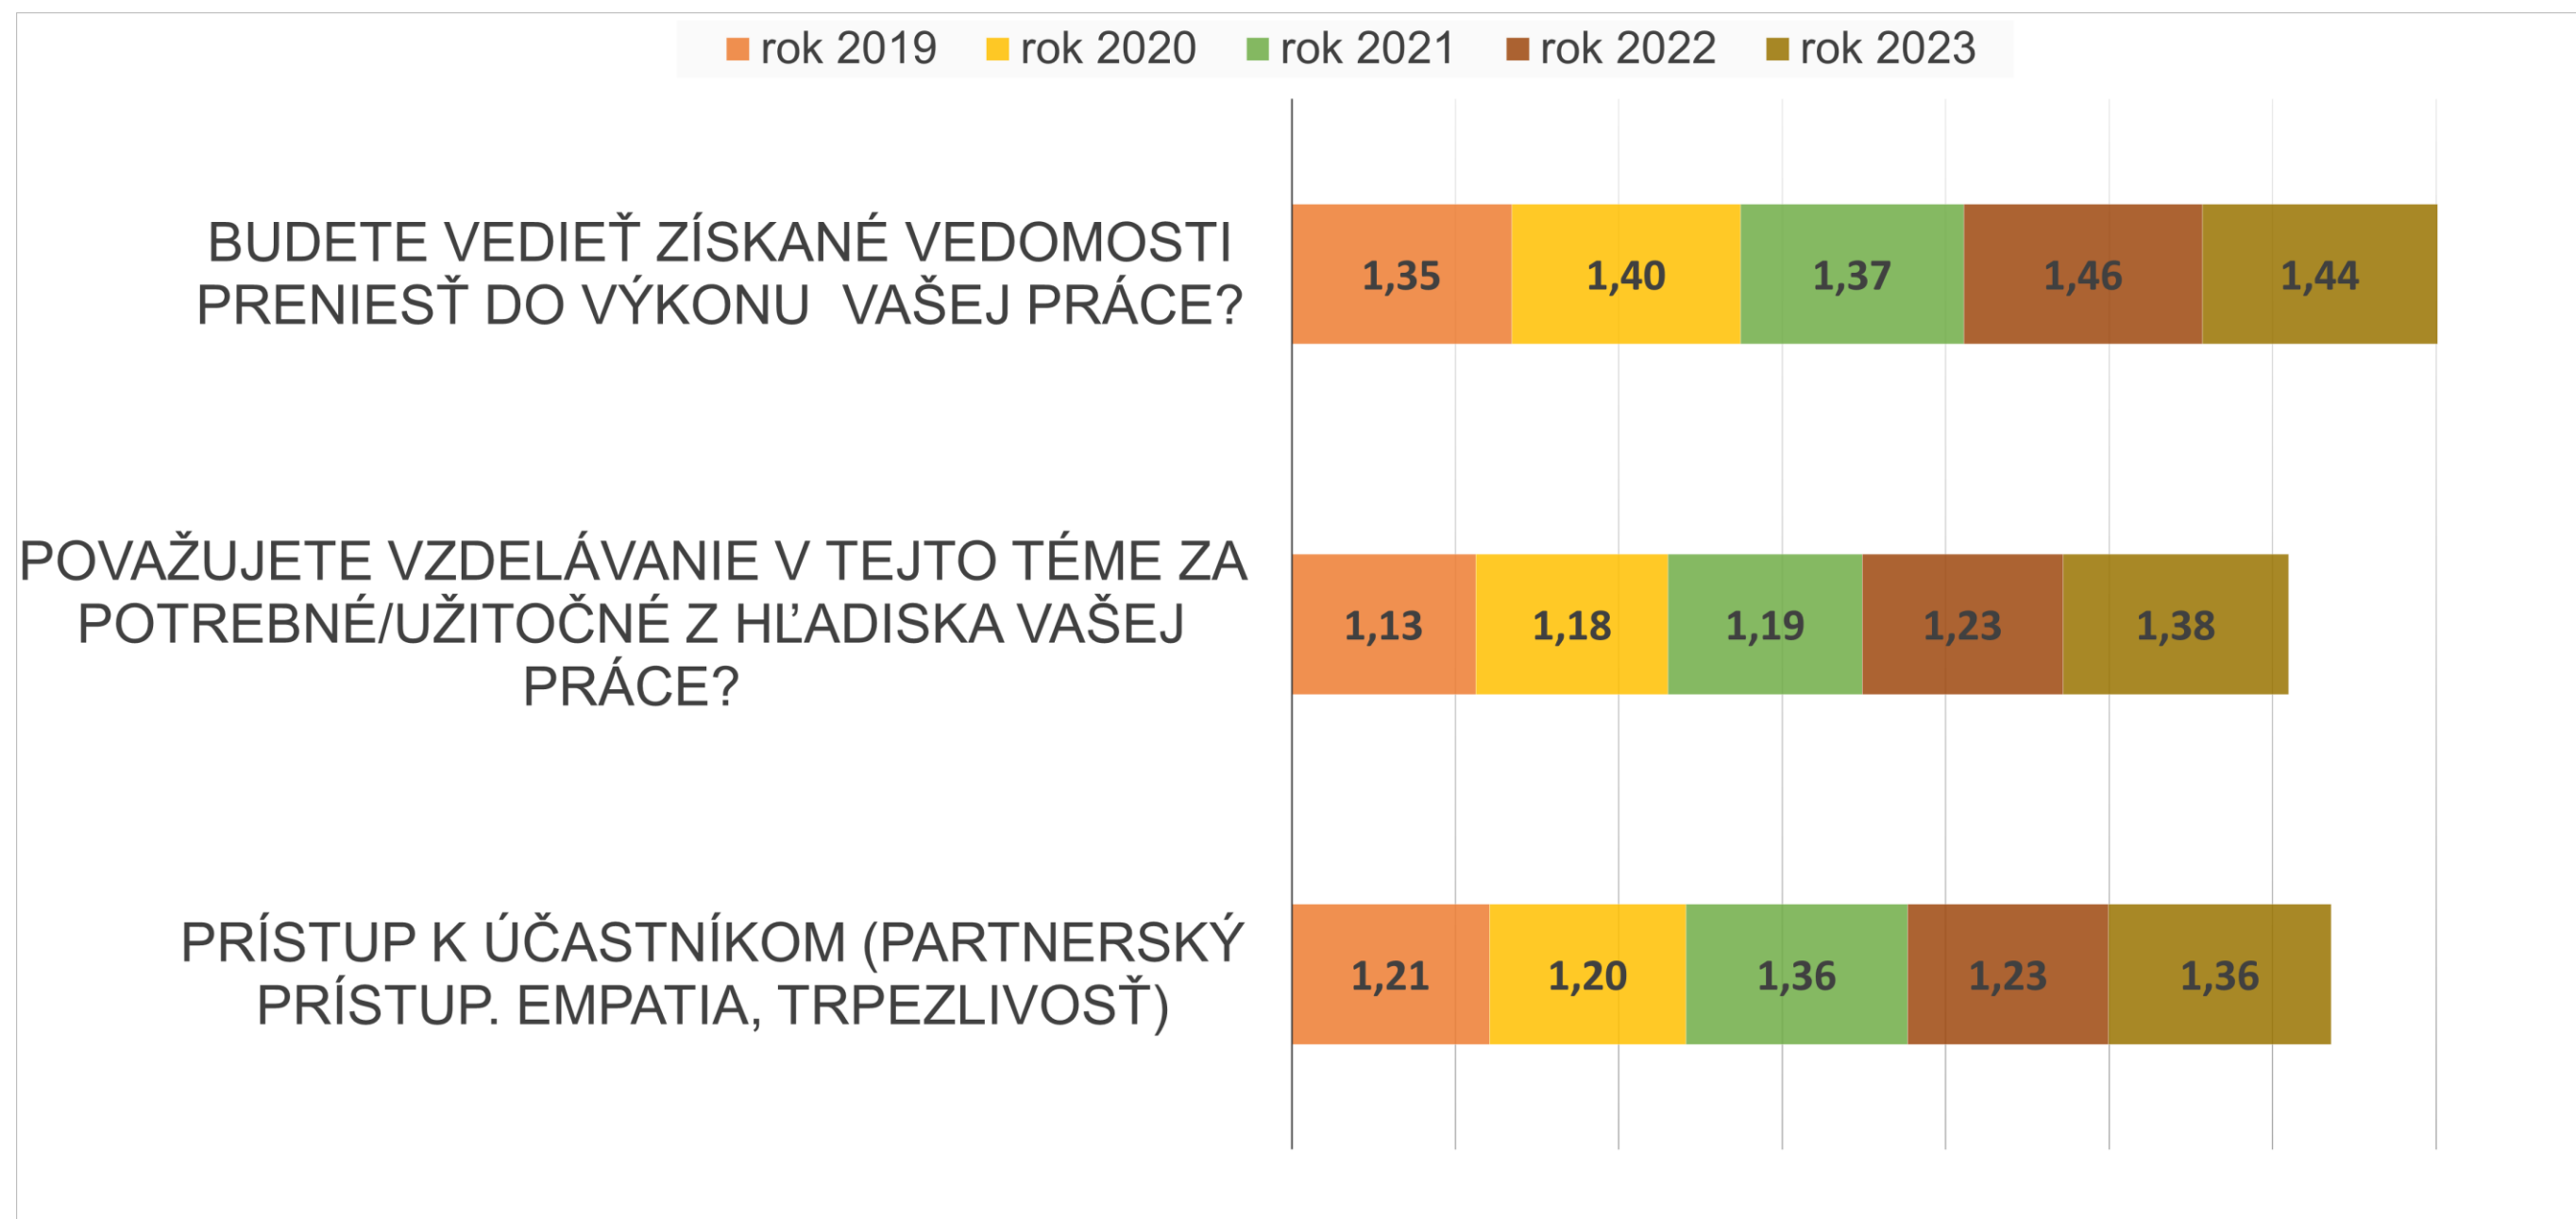 rok 2019 rok 2020 rok 2021 rok 2022 rok 2023
BUDETE VEDIEŤ ZÍSKANÉ VEDOMOSTI
PRENIESŤ DO VÝKONU  VAŠEJ PRÁCE?
1,35 1,40 1,37 1,46 1,44
POVAŽUJETE VZDELÁVANIE V TEJTO TÉME ZA
POTREBNÉ/UŽITOČNÉ Z HĽADISKA VAŠEJ
PRÁCE?
1,13 1,18 1,19 1,23 1,38
PRÍSTUP K ÚČASTNÍKOM (PARTNERSKÝ
PRÍSTUP. EMPATIA, TRPEZLIVOSŤ)
1,21 1,20 1,36 1,23 1,36